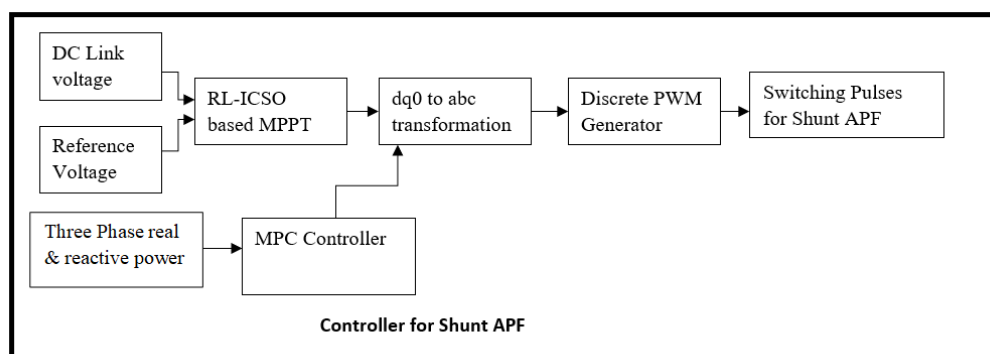 DC Link
voltage
RL-ICSO
based MPPT
dq0 to abc
transformation
Discrete PWM
Generator
Switching Pulses
for Shunt APF
Reference
Voltage
Three Phase real
& reactive power
MPC Controller
Controller for Shunt APF